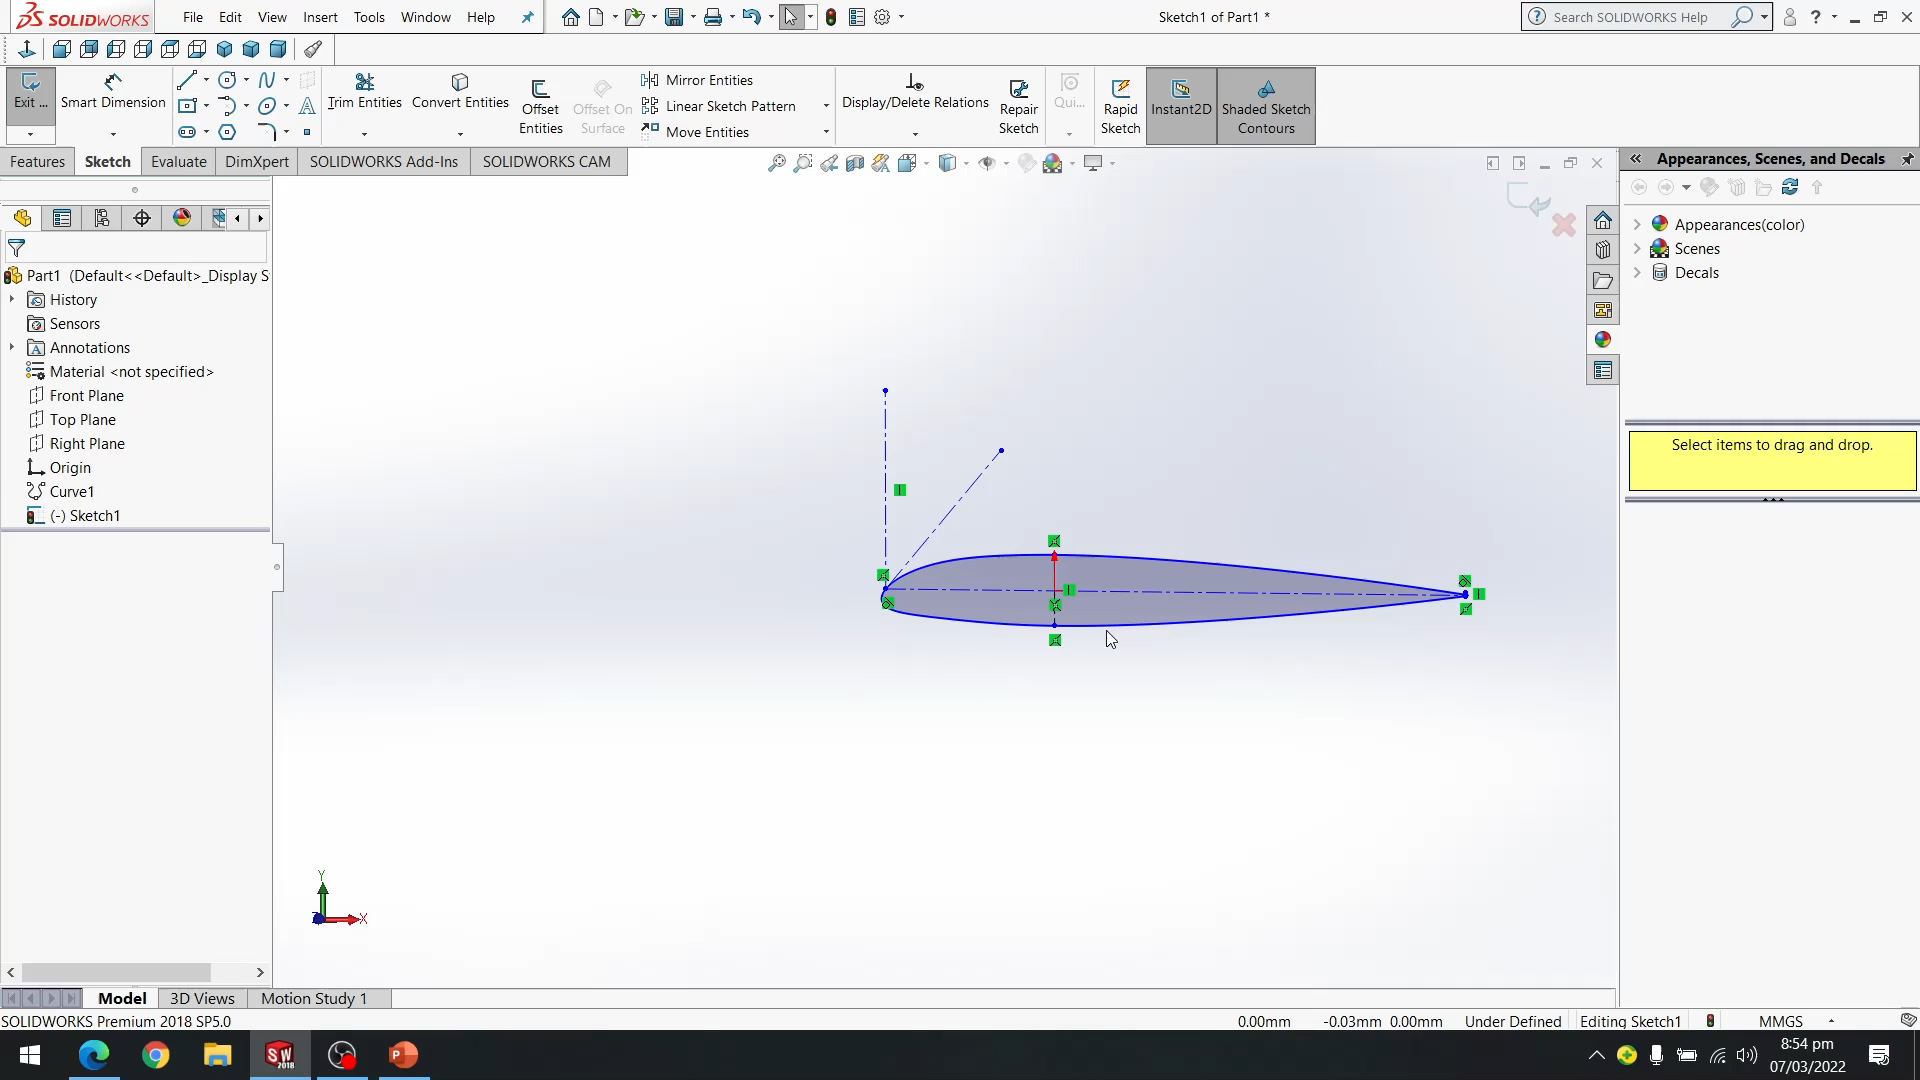 SOLIDWORKS File Edit View Insert Tools Window Help Sketch1 of Part1 * Search SOLIDWORKS Help
Exit ... Smart Dimension Trim Entities Convert Entities Offset Entities Offset On Surface Mirror Entities Linear Sketch Pattern Move Entities Display/Delete Relations Repair Sketch Qui... Rapid Sketch Instant2D Shaded Sketch Contours
Features Sketch Evaluate DimXpert SOLIDWORKS Add-Ins SOLIDWORKS CAM
Appearances, Scenes, and Decals
Appearances(color)
Scenes
Decals
Select items to drag and drop.
Part1 (Default<<Default>_Display S
History
Sensors
Annotations
Material <not specified>
Front Plane
Top Plane
Right Plane
Origin
Curve1
(-) Sketch1
Y
X
Z
Model 3D Views Motion Study 1
SOLIDWORKS Premium 2018 SP5.0 0.00mm -0.03mm 0.00mm Under Defined Editing Sketch1 MMGS
8:54 pm
07/03/2022